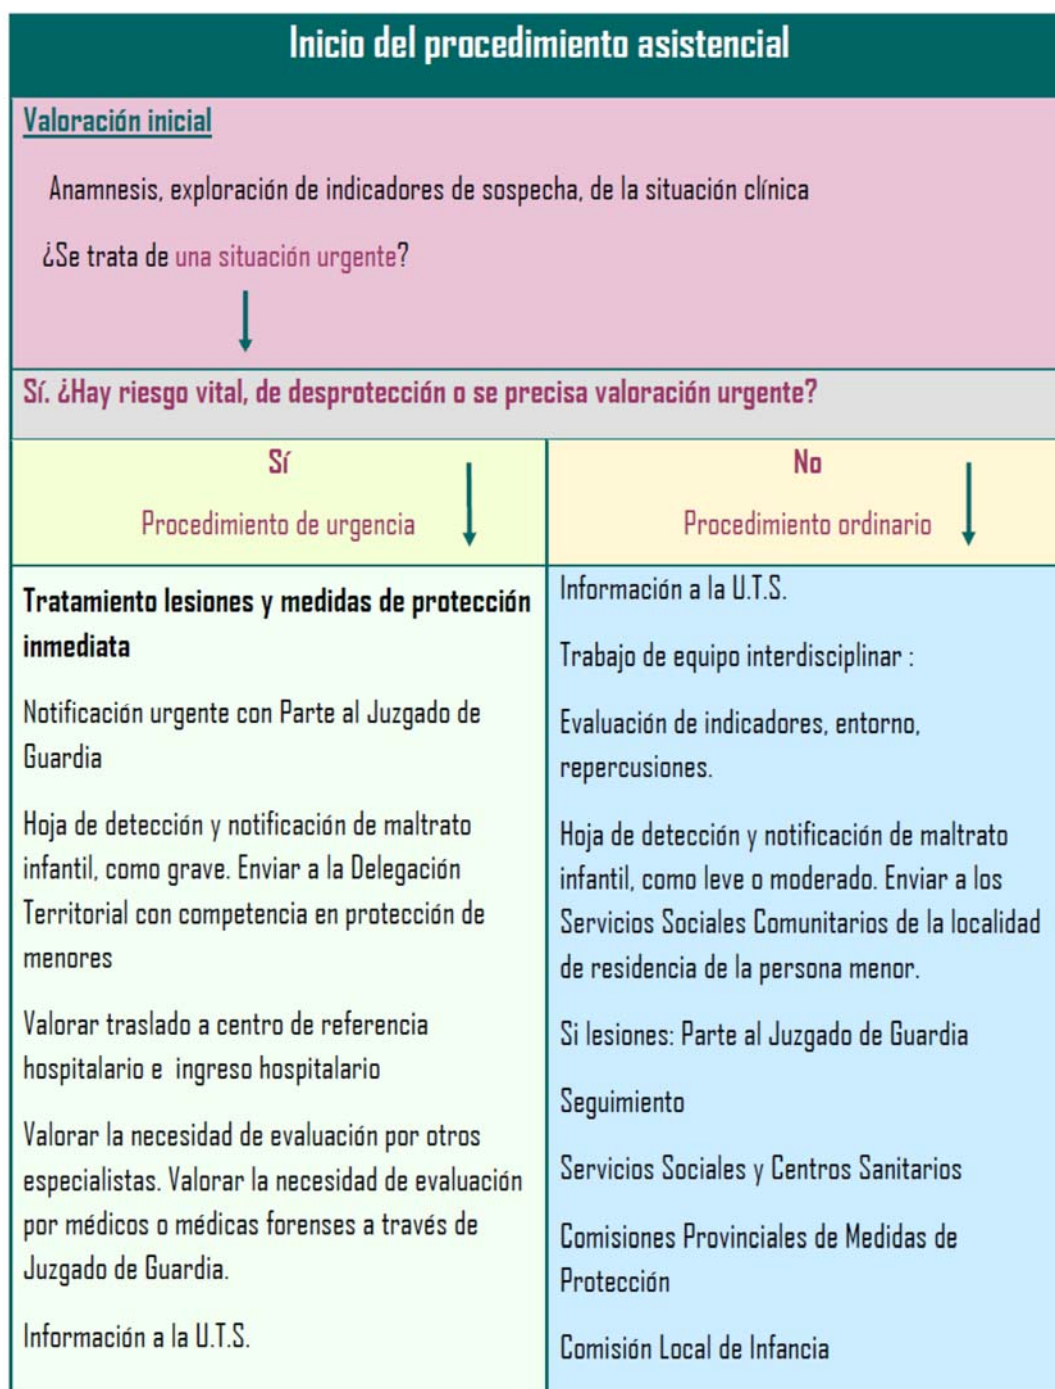 Inicio del procedimiento asistencial
Valoración inicial
Anamnesis, exploración de indicadores de sospecha, de la situación clínica
¿Se trata de una situación urgente?
Sí. ¿Hay riesgo vital, de desprotección o se precisa valoración urgente?
Sí
Procedimiento de urgencia
Tratamiento lesiones y medidas de protección
inmediata
Notificación urgente con Parte al Juzgado de
Guardia
Hoja de detección y notificación de maltrato
infantil, como grave. Enviar a la Delegación
Territorial con competencia en protección de
menores
Valorar traslado a centro de referencia
hospitalario e ingreso hospitalario
Valorar la necesidad de evaluación por otros
especialistas. Valorar la necesidad de evaluación
por médicos o médicas forenses a través de
Juzgado de Guardia.
Información a la U.T.S.
No
Procedimiento ordinario
Información a la U.T.S.
Trabajo de equipo interdisciplinar :
Evaluación de indicadores, entorno,
repercusiones.
Hoja de detección y notificación de maltrato
infantil, como leve o moderado. Enviar a los
Servicios Sociales Comunitarios de la localidad
de residencia de la persona menor.
Si lesiones: Parte al Juzgado de Guardia
Seguimiento
Servicios Sociales y Centros Sanitarios
Comisiones Provinciales de Medidas de
Protección
Comisión Local de Infancia